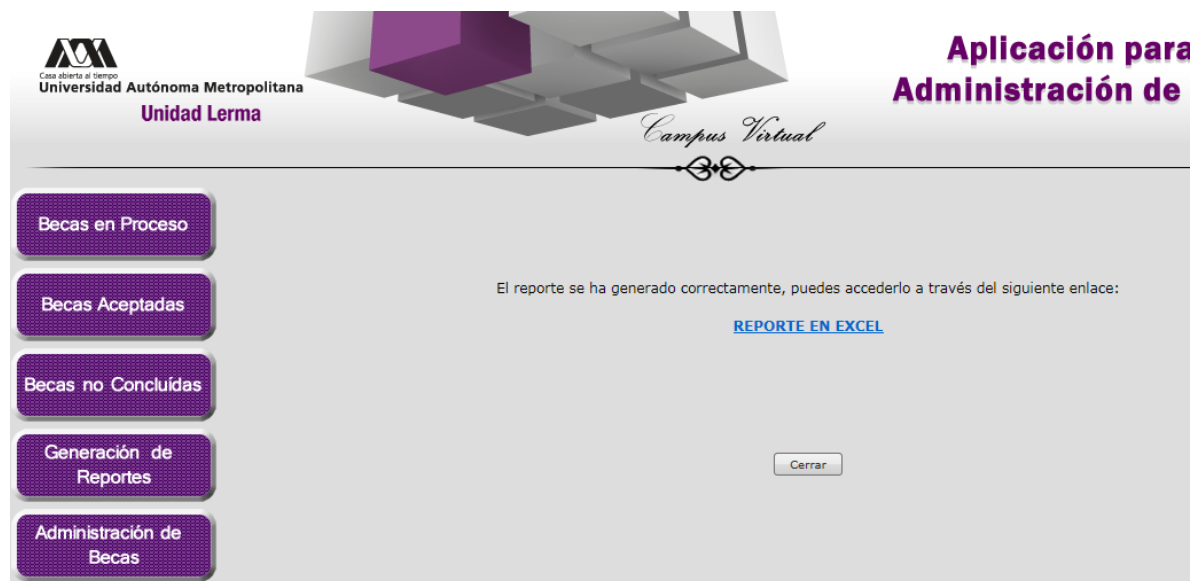 Casa abierta al tiempo
Universidad Autónoma Metropolitana
Unidad Lerma
Aplicación para
Administración de
Campus Virtual
Becas en Proceso
Becas Aceptadas
Becas no Concluídas
Generación de
Reportes
Administración de
Becas
El reporte se ha generado correctamente, puedes accederlo a través del siguiente enlace:
REPORTE EN EXCEL
Cerrar